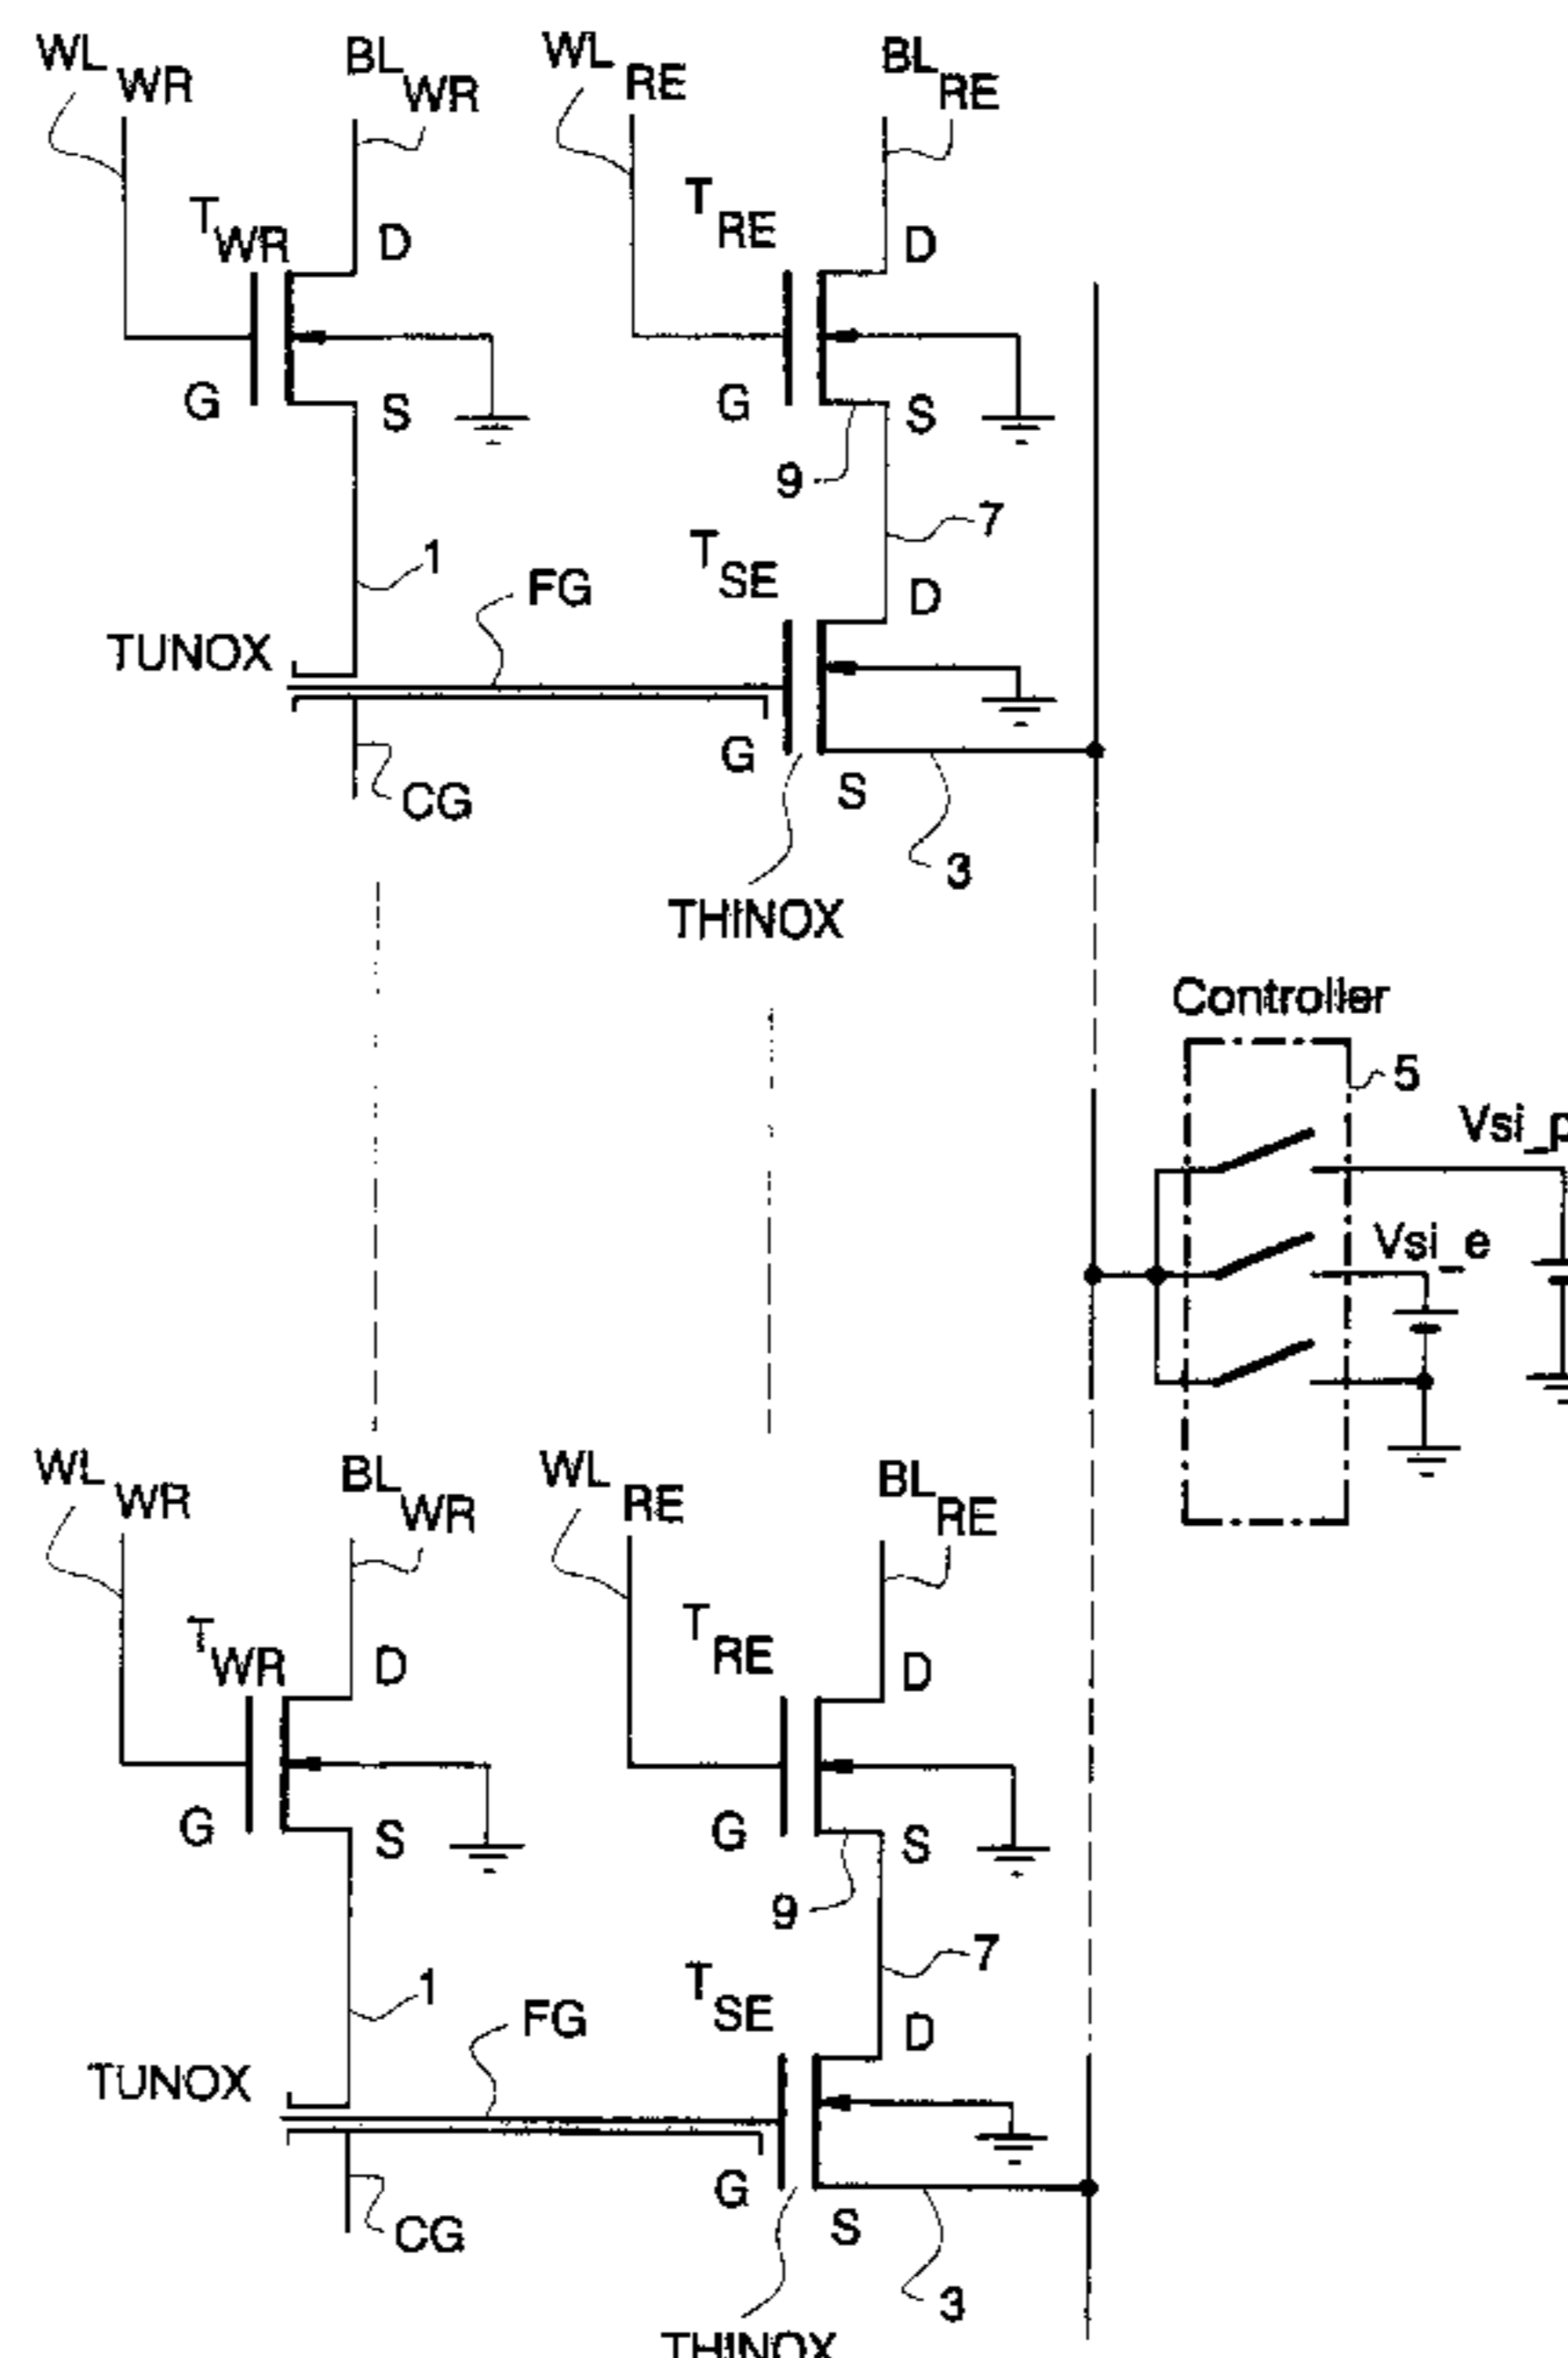 WL WR BL WR WL RE BL RE
T WR D T RE D
G S G S
9
7
1 FG T SE D
TUNOX
G S
CG
3
THINOX
Controller
5
Vsi_p
Vsi_e
WL WR BL WR WL RE BL RE
T WR D T RE D
G S G S
9
7
1 FG T SE D
TUNOX
G S
CG
3
THINOX